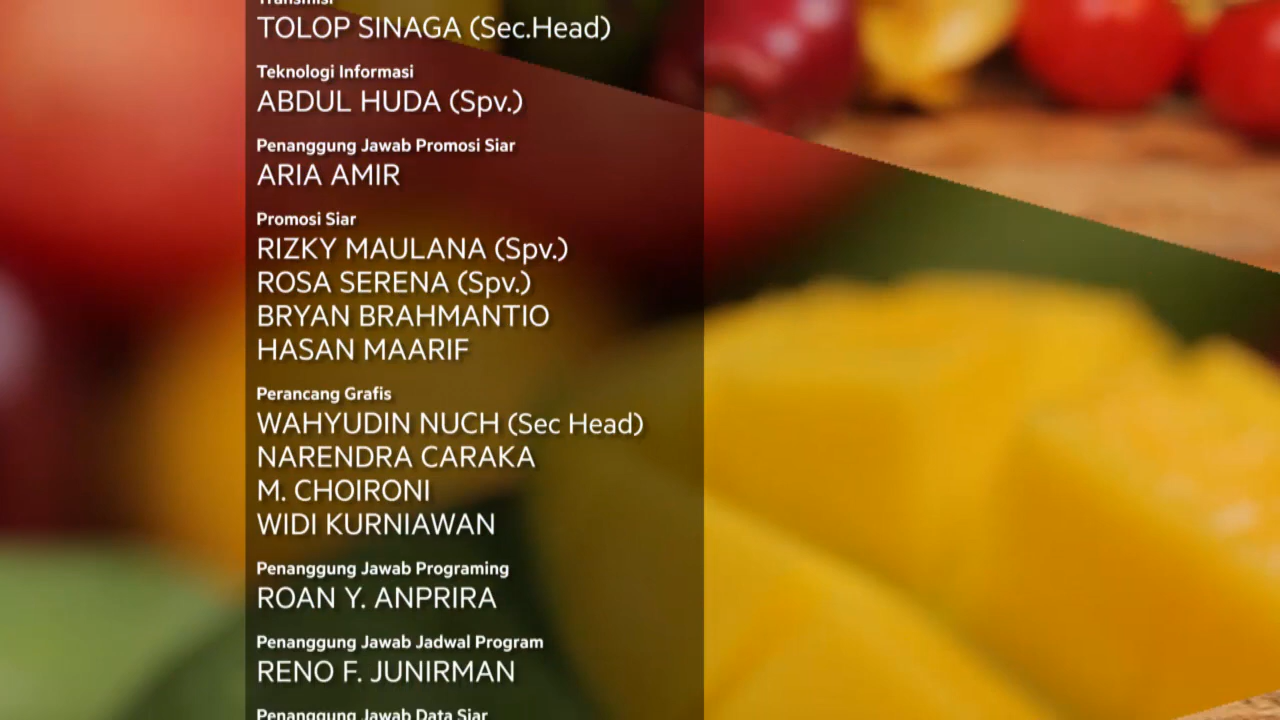 Transmisi
TOLOP SINAGA (Sec.Head)
Teknologi Informasi
ABDUL HUDA (Spv.)
Penanggung Jawab Promosi Siar
ARIA AMIR
Promosi Siar
RIZKY MAULANA (Spv.)
ROSA SERENA (Spv.)
BRYAN BRAHMANTIO
HASAN MAARIF
Perancang Grafis
WAHYUDIN NUCH (Sec Head)
NARENDRA CARAKA
M. CHOIRONI
WIDI KURNIAWAN
Penanggung Jawab Programing
ROAN Y. ANPRIRA
Penanggung Jawab Jadwal Program
RENO F. JUNIRMAN
Penanggung Jawab Data Siar